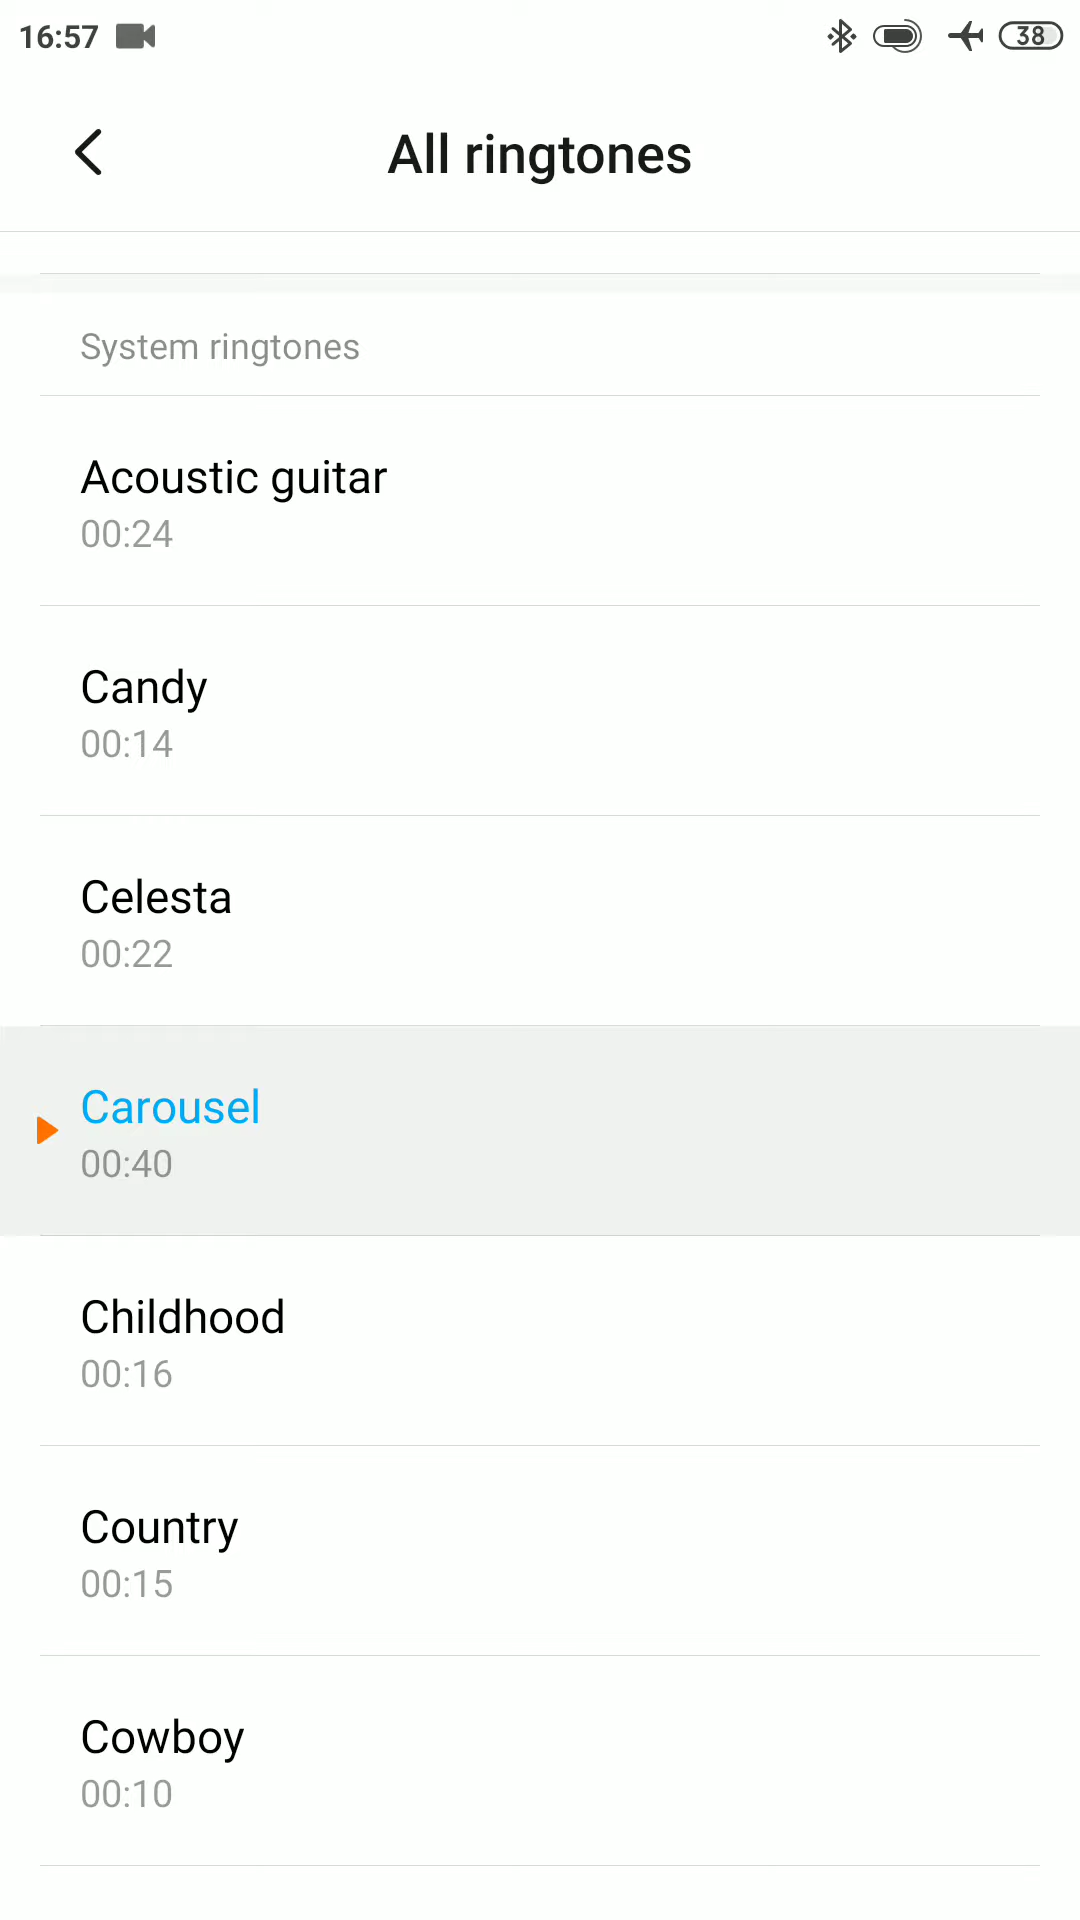 16:57
38
All ringtones
System ringtones
Acoustic guitar
00:24
Candy
00:14
Celesta
00:22
Carousel
00:40
Childhood
00:16
Country
00:15
Cowboy
00:10